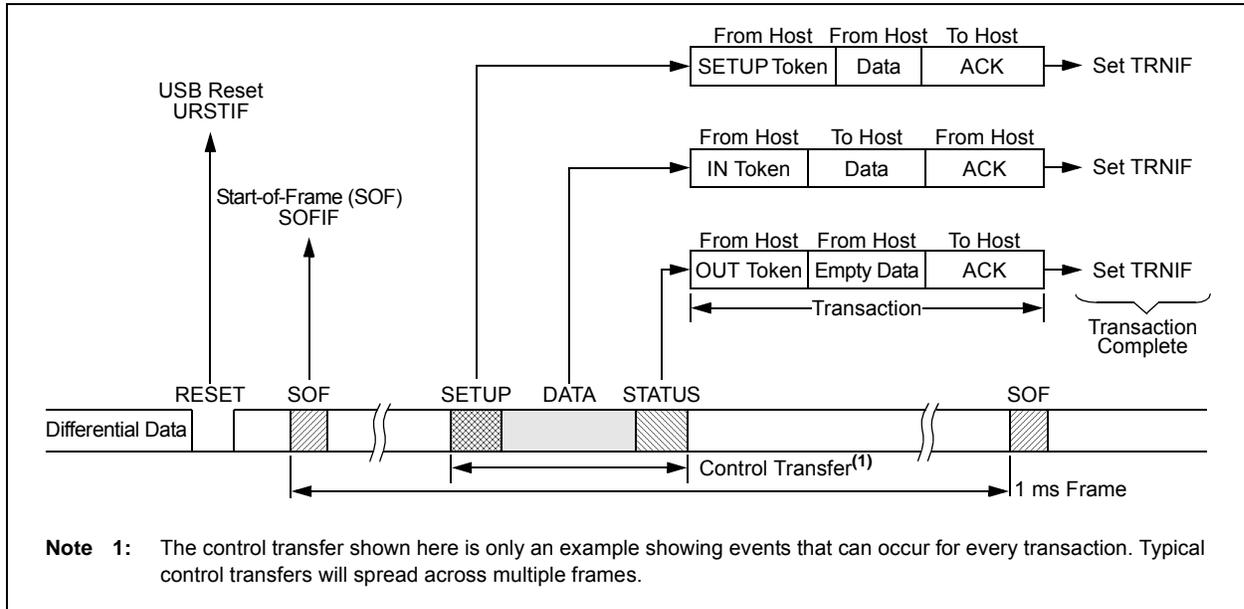 From Host From Host To Host
SETUP Token Data ACK Set TRNIF
USB Reset
URSTIF
From Host To Host From Host
IN Token Data ACK Set TRNIF
Start-of-Frame (SOF)
SOFIF
From Host From Host To Host
OUT Token Empty Data ACK Set TRNIF
Transaction
Transaction
Complete
RESET SOF SETUP DATA STATUS SOF
Differential Data
Control Transfer(1)
1 ms Frame
Note 1: The control transfer shown here is only an example showing events that can occur for every transaction. Typical
control transfers will spread across multiple frames.